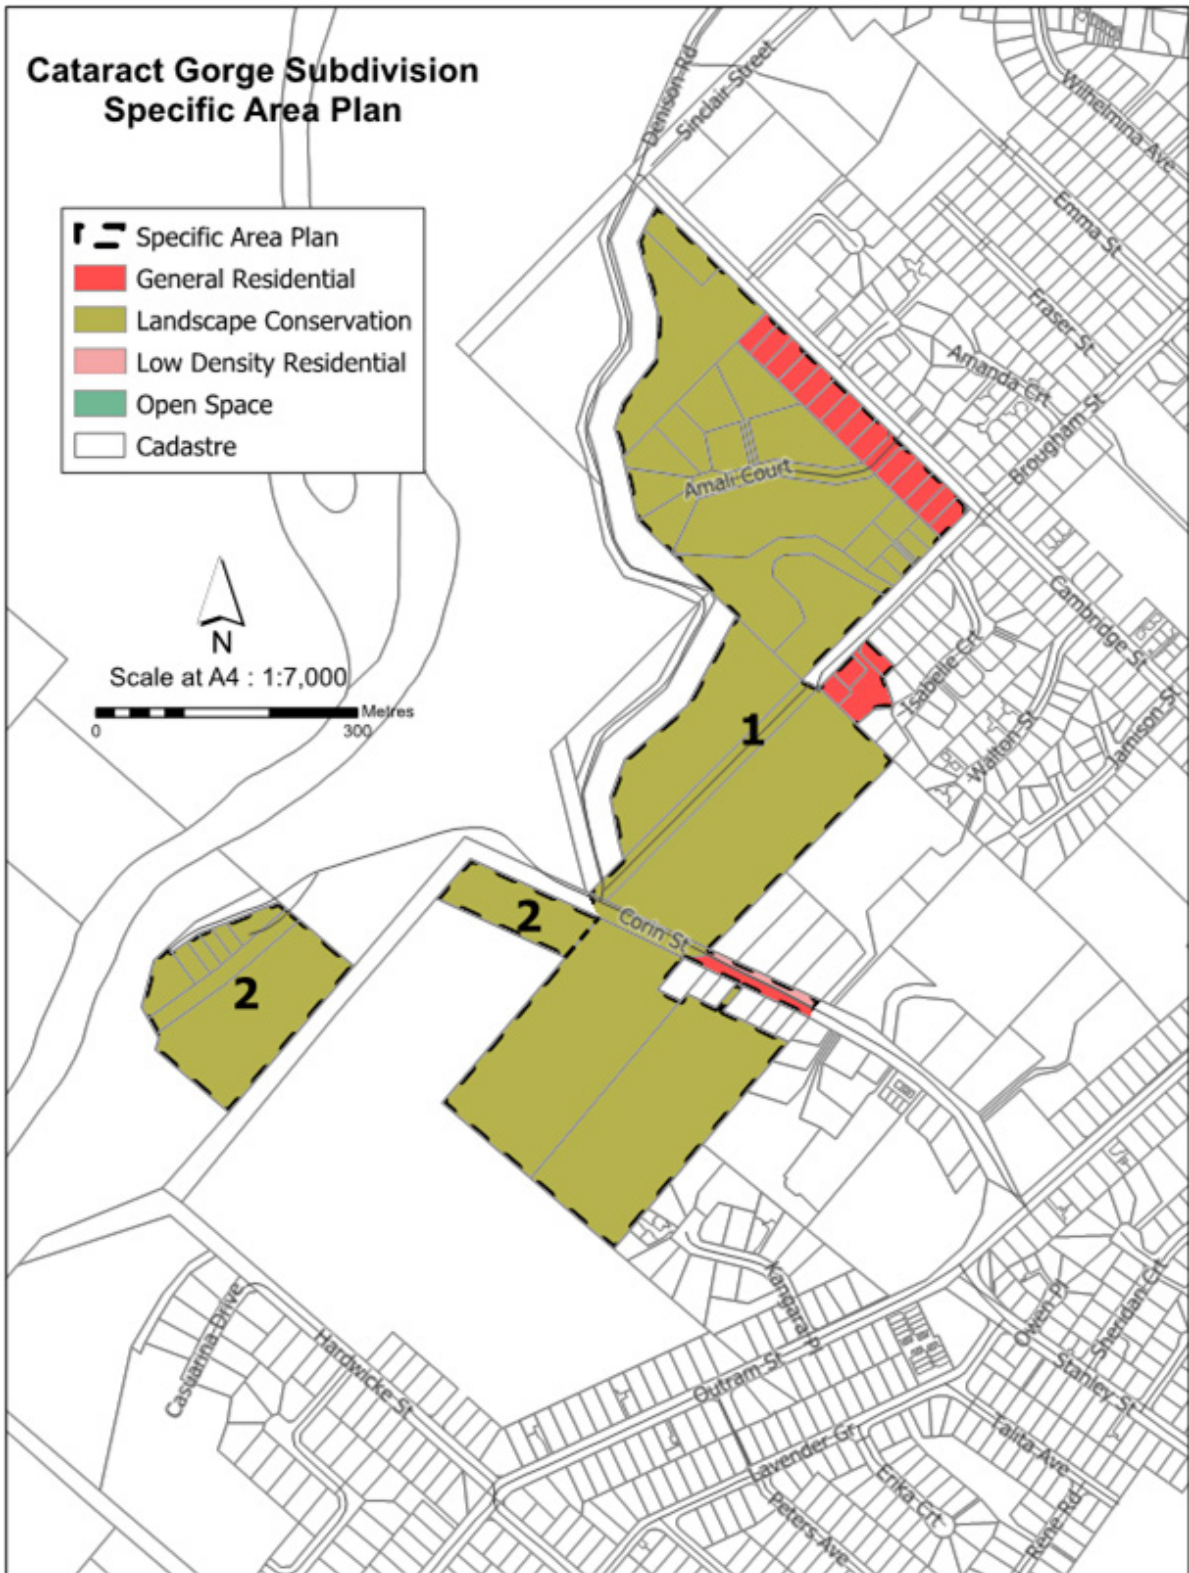 Cataract Gorge Subdivision
Specific Area Plan
Denison Rd
Sinclair Street
Wilhelmina Ave
Specific Area Plan
General Residential
Landscape Conservation
Low Density Residential
Open Space
Cadastre
Emma St
Fraser St
Amanda Crt
Brougham St
Amali Court
N
Scale at A4 : 1:7,000
Metres
0
300
Cambridge St
Isabelle Crt
Walton St
Jamison St
1
2
Corin St
2
Kangara Pl
Casuarina Drive
Hardwicke St
Outram St
Owen Pl
Sheridan Crt
Stanley St
Lavender Gr
Talita Ave
Erika Crt
Peters Ave
Rene Rd